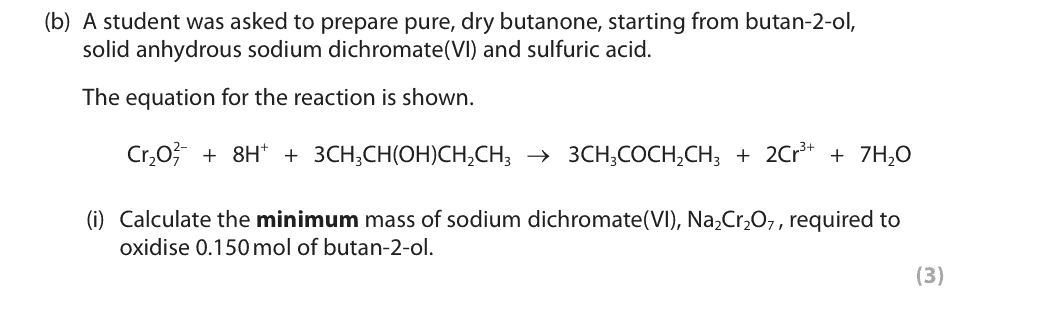 (b) A student was asked to prepare pure, dry butanone, starting from butan-2-ol,
solid anhydrous sodium dichromate(VI) and sulfuric acid.
The equation for the reaction is shown.
Cr₂O₇²⁻ + 8H⁺ + 3CH₃CH(OH)CH₂CH₃ → 3CH₃COCH₂CH₃ + 2Cr³⁺ + 7H₂O
(i) Calculate the minimum mass of sodium dichromate(VI), Na₂Cr₂O₇, required to
oxidise 0.150 mol of butan-2-ol.
(3)